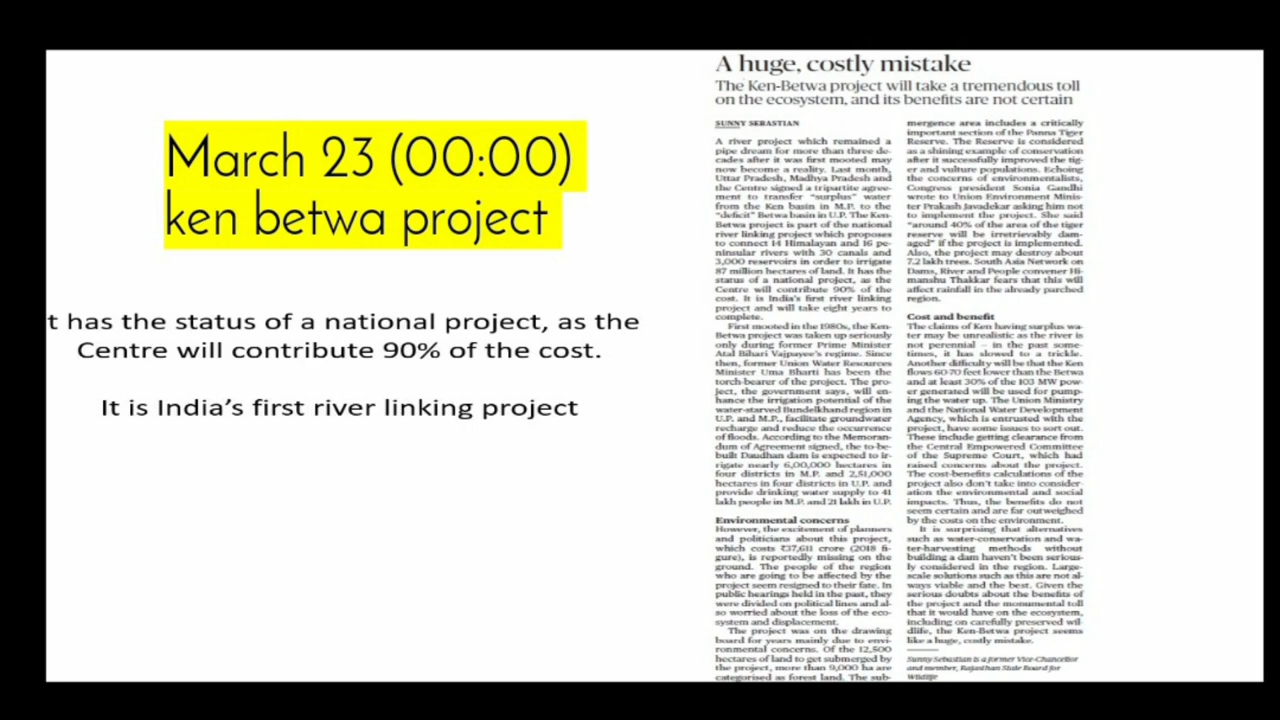 March 23 (00:00)
ken betwa project
t has the status of a national project, as the
Centre will contribute 90% of the cost.
It is India's first river linking project
A huge, costly mistake
The Ken-Betwa project will take a tremendous toll
on the ecosystem, and its benefits are not certain
SUNNY SEBASTIAN
A river project which remained a
pipe dream for more than three de-
cades after it was first mooted may
now become a reality. Last month,
Uttar Pradesh, Madhya Pradesh and
the Centre signed a tripartite agree-
ment to transfer “surplus” water
from the Ken basin in M.P. to the
“deficit” Betwa basin in U.P. The Ken-
Betwa project is part of the national
river linking project which proposes
to connect 14 Himalayan and 16 pe-
ninsular rivers with 30 canals and
3,000 reservoirs in order to irrigate
87 million hectares of land. It has the
status of a national project, as the
Centre will contribute 90% of the
cost. It is India's first river linking
project and will take eight years to
complete.
First mooted in the 1980s, the Ken-
Betwa project was taken up seriously
only during former Prime Minister
Atal Bihari Vajpayee's regime. Since
then, former Union Water Resources
Minister Uma Bharti has been the
torch-bearer of the project. The pro-
ject, the government says, will en-
hance the irrigation potential of the
water-starved Bundelkhand region in
U.P. and M.P., facilitate groundwater
recharge and reduce the occurrence
of floods. According to the Memoran-
dum of Agreement signed, the to-be-
built Daudhan dam is expected to ir-
rigate nearly 6,00,000 hectares in
four districts in M.P. and 2,51,000
hectares in four districts in U.P. and
provide drinking water supply to 41
lakh people in M.P. and 21 lakh in U.P.
Environmental concerns
However, the excitement of planners
and politicians about this project,
which costs ₹37,611 crore (2018 fi-
gure), is reportedly missing on the
ground. The people of the region
who are going to be affected by the
project seem resigned to their fate. In
public hearings held in the past, they
were divided on political lines and al-
so worried about the loss of the eco-
system and displacement.
The project was on the drawing
board for years mainly due to envi-
ronmental concerns. Of the 12,500
hectares of land to get submerged by
the project, more than 9,000 ha are
categorised as forest land. The sub-
mergence area includes a critically
important section of the Panna Tiger
Reserve. The Reserve is considered
as a shining example of conservation
after it successfully improved the tig-
er and vulture populations. Echoing
the concerns of environmentalists,
Congress president Sonia Gandhi
wrote to Union Environment Minis-
ter Prakash Javadekar asking him not
to implement the project. She said
“around 40% of the area of the tiger
reserve will be irretrievably dam-
aged” if the project is implemented.
Also, the project may destroy about
7.2 lakh trees. South Asia Network on
Dams, River and People convener Hi-
manshu Thakkar fears that this will
affect rainfall in the already parched
region.
Cost and benefit
The claims of Ken having surplus wa-
ter may be unrealistic as the river is
not perennial – in the past some-
times, it has slowed to a trickle.
Another difficulty will be that the Ken
flows 60-70 feet lower than the Betwa
and at least 30% of the 103 MW pow-
er generated will be used for pump-
ing the water up. The Union Ministry
and the National Water Development
Agency, which is entrusted with the
project, have some issues to sort out.
These include getting clearance from
the Central Empowered Committee
of the Supreme Court, which had
raised concerns about the project.
The cost-benefits calculations of the
project also don't take into consider-
ation the environmental and social
impacts. Thus, the benefits do not
seem certain and are far outweighed
by the costs on the environment.
It is surprising that alternatives
such as water-conservation and wa-
ter-harvesting methods without
building a dam haven't been serious-
ly considered in the region. Large-
scale solutions such as this are not al-
ways viable and the best. Given the
serious doubts about the benefits of
the project and the monumental toll
that it would have on the ecosystem,
including on carefully preserved wil-
dlife, the Ken-Betwa project seems
like a huge, costly mistake.
Sunny Sebastian is a former Vice-Chancellor
and member, Rajasthan State Board for
Wildlife